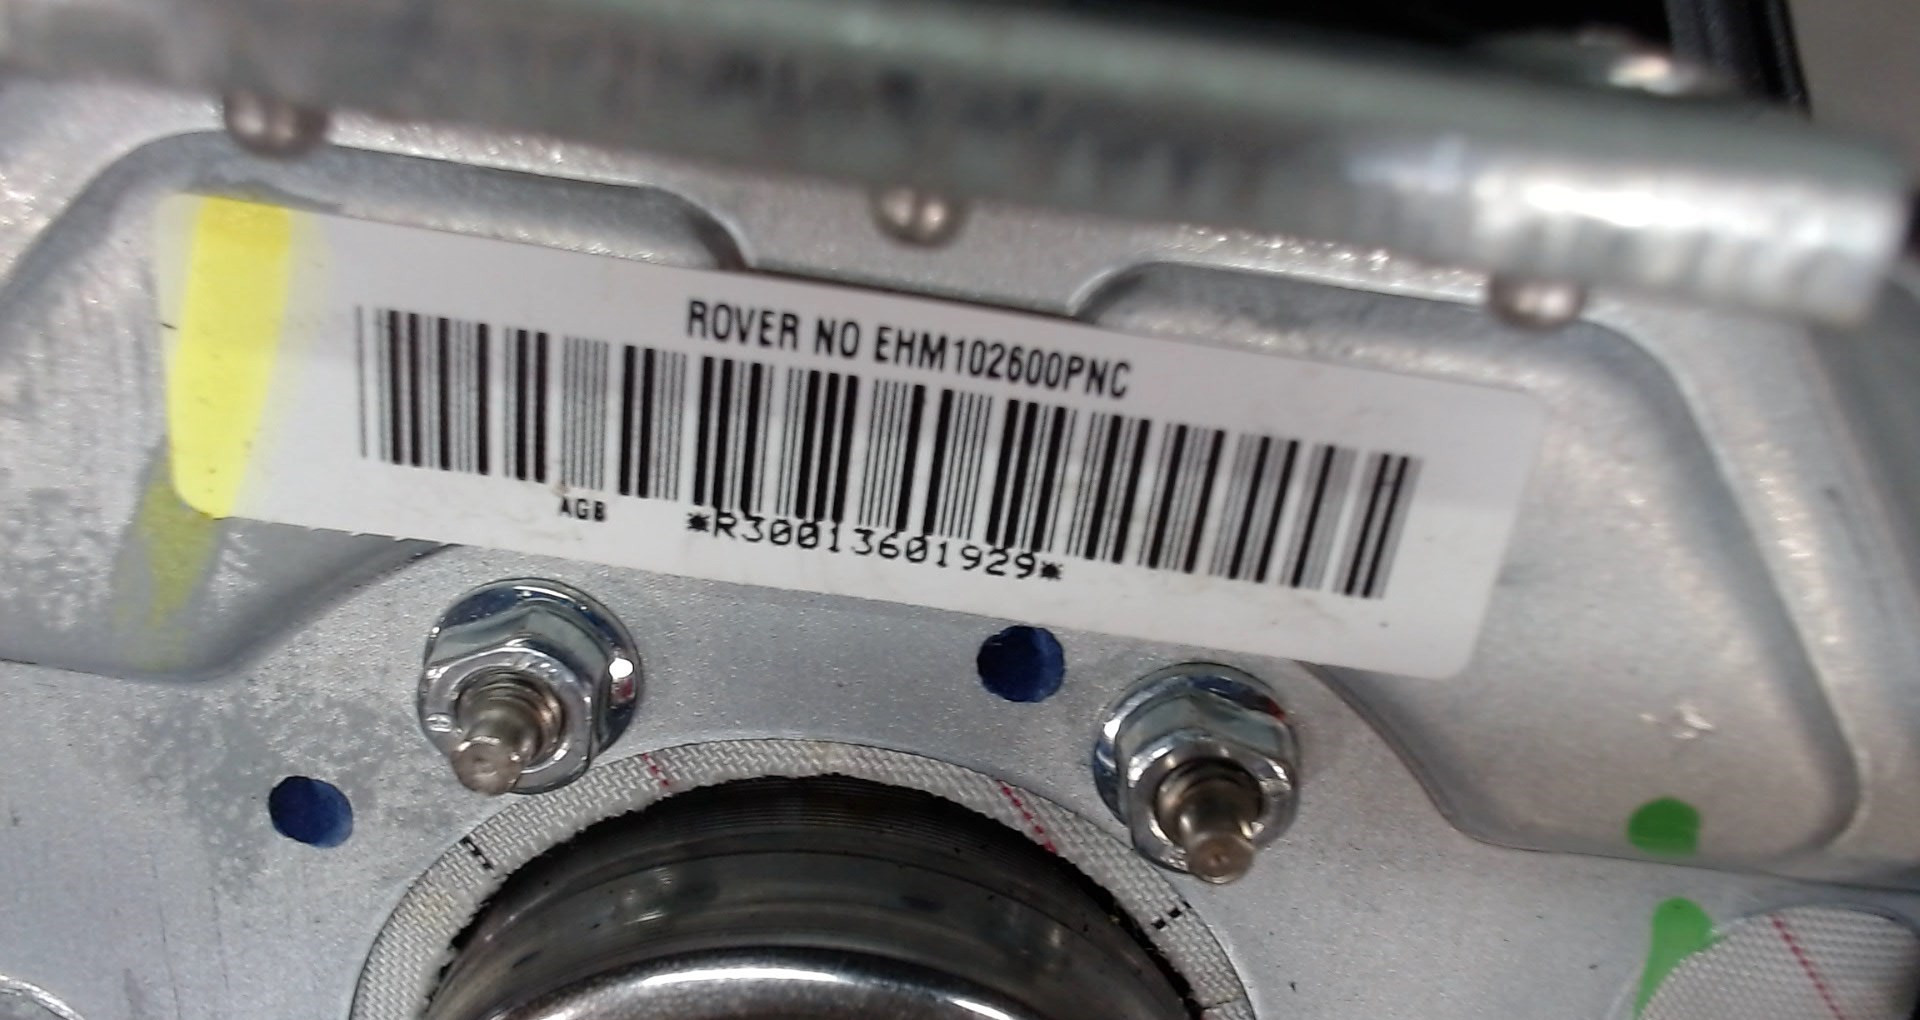 ROVER NO EHM102600PNC
AGB
*R30013601929*